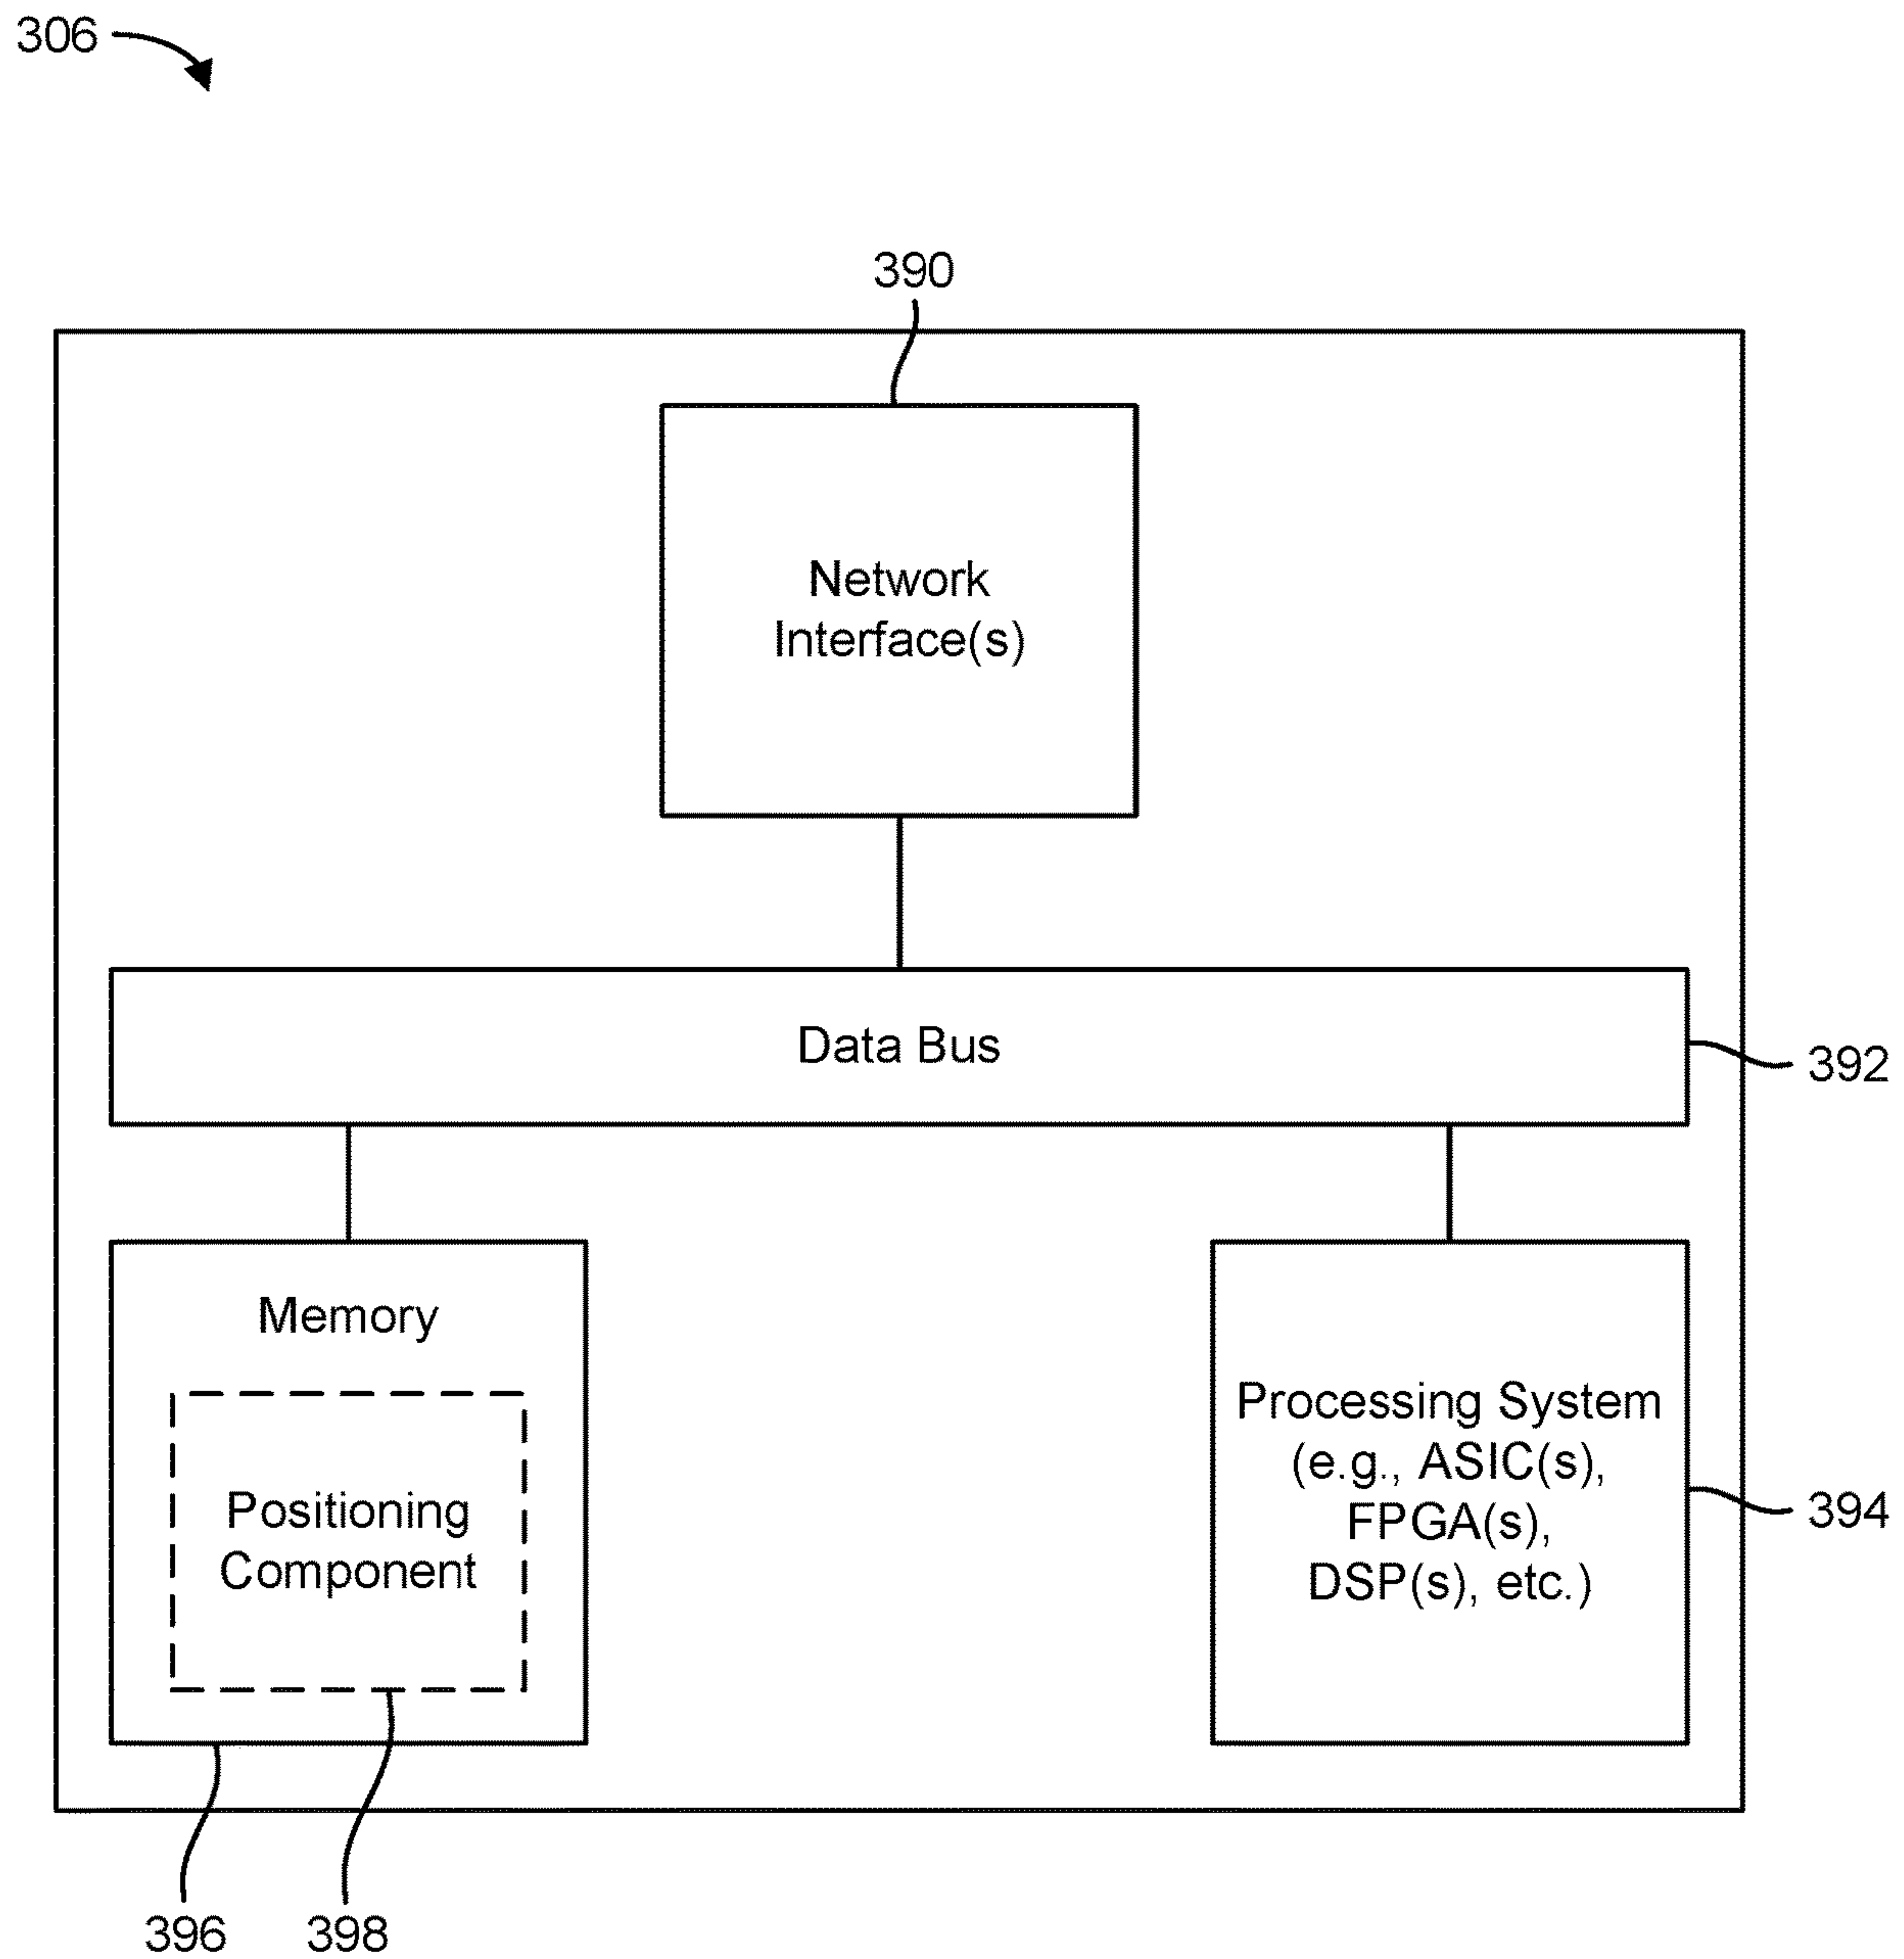 306
390
Network
Interface(s)
Data Bus
392
Memory
Positioning
Component
Processing System
(e.g., ASIC(s),
FPGA(s),
DSP(s), etc.)
394
396
398